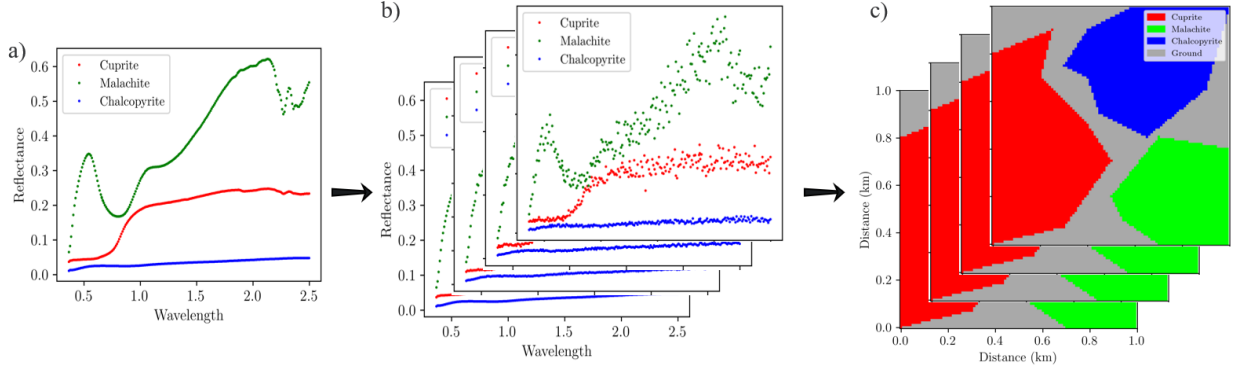 a)
0.6
0.5
0.4
0.3
0.2
0.1
0.0
Reflectance
Cuprite
Malachite
Chalcopyrite
0.5 1.0 1.5 2.0 2.5
Wavelength
b)
0.6
0.5
0.4
0.3
0.2
0.1
0.0
Reflectance
Cuprite
Malachite
Chalcopyrite
0.5 1.0 1.5 2.0 2.5
Wavelength
c)
1.0
0.8
0.6
0.4
0.2
0.0
Distance (km)
Cuprite
Malachite
Chalcopyrite
Ground
0.0 0.2 0.4 0.6 0.8 1.0
Distance (km)